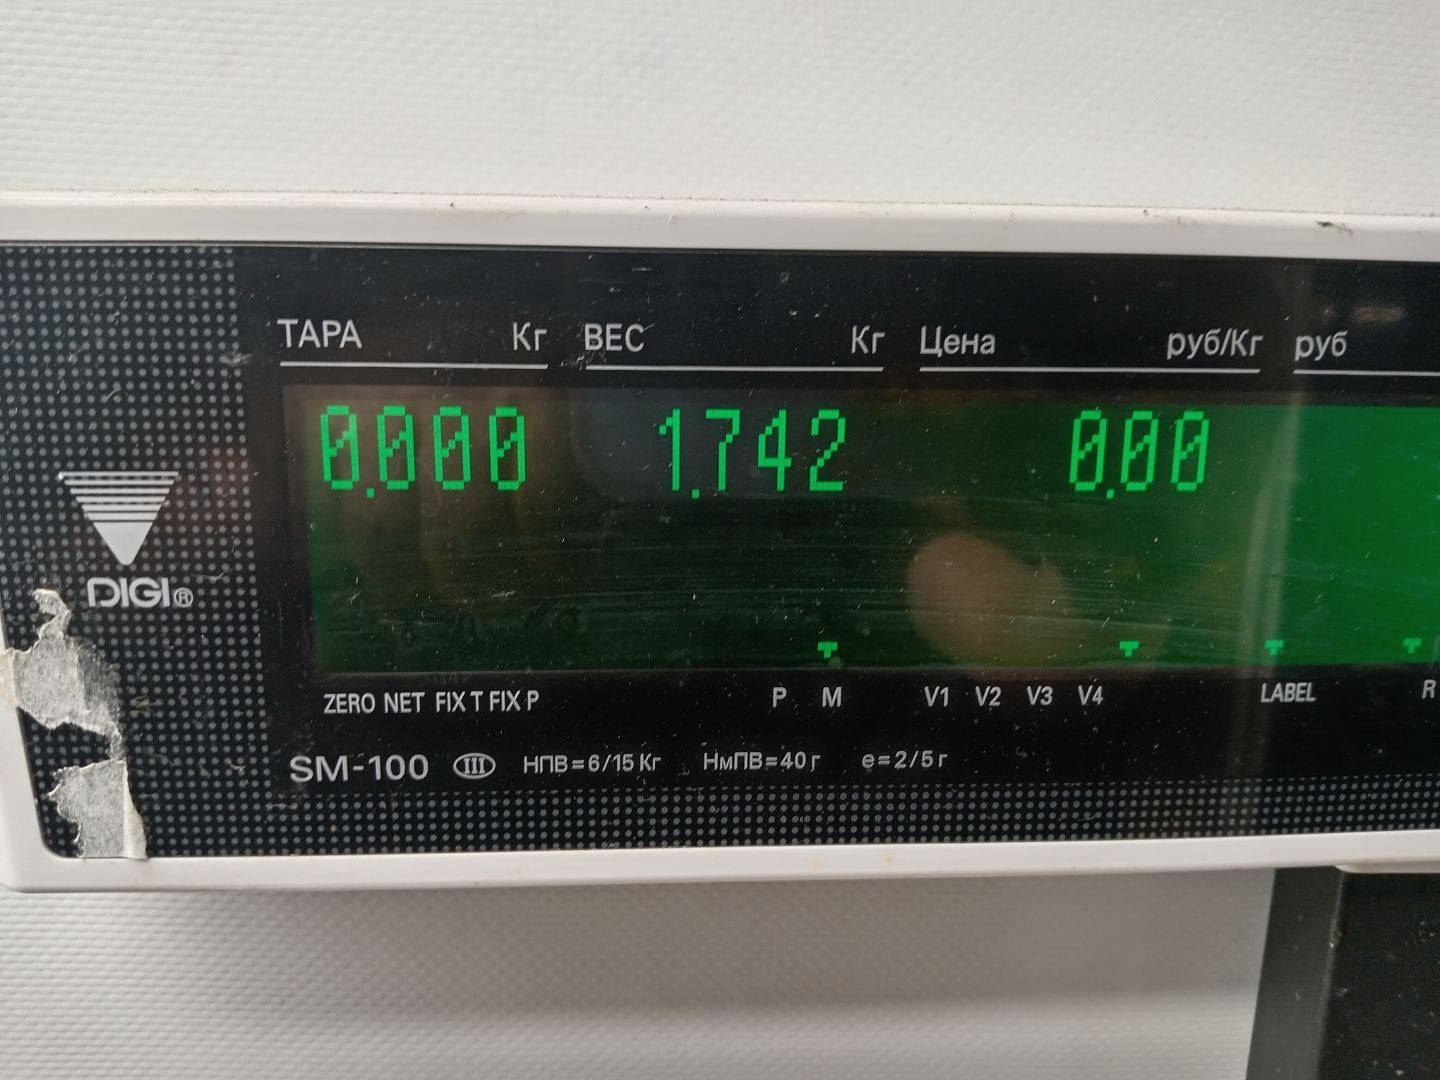 ТАРА Кг ВЕС Кг Цена руб/Кг руб
0.000 1.742 0.00
DIGI®
ZERO NET FIX T FIX P P M V1 V2 V3 V4 LABEL R
SM-100 III НПВ=6/15 Кг НмПВ=40 г e=2/5 г